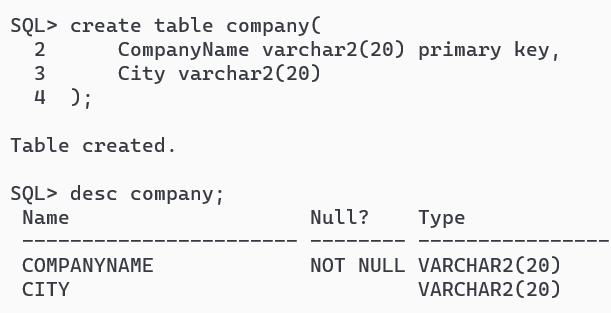 SQL> create table company(
  2      CompanyName varchar2(20) primary key,
  3      City varchar2(20)
  4  );
Table created.
SQL> desc company;
 Name                    Null?    Type
 ----------------------- -------- ----------------
 COMPANYNAME             NOT NULL VARCHAR2(20)
 CITY                             VARCHAR2(20)